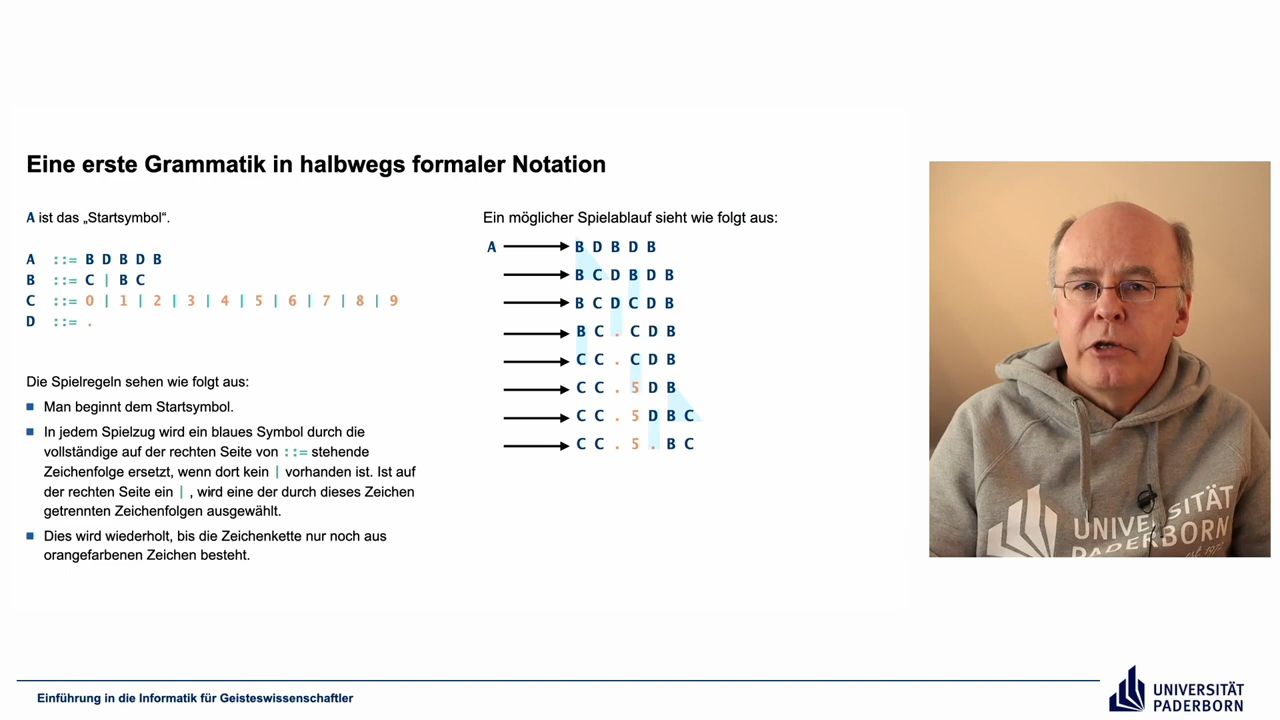 Eine erste Grammatik in halbwegs formaler Notation
A ist das „Startsymbol“.
A ::= B D B D B
B ::= C | B C
C ::= 0 | 1 | 2 | 3 | 4 | 5 | 6 | 7 | 8 | 9
D ::= .
Die Spielregeln sehen wie folgt aus:
Man beginnt dem Startsymbol.
In jedem Spielzug wird ein blaues Symbol durch die
vollständige auf der rechten Seite von ::= stehende
Zeichenfolge ersetzt, wenn dort kein | vorhanden ist. Ist auf
der rechten Seite ein | , wird eine der durch dieses Zeichen
getrennten Zeichenfolgen ausgewählt.
Dies wird wiederholt, bis die Zeichenkette nur noch aus
orangefarbenen Zeichen besteht.
Ein möglicher Spielablauf sieht wie folgt aus:
A B D B D B
B C D B D B
B C D C D B
B C . C D B
C C . C D B
C C . 5 D B
C C . 5 D B C
C C . 5 . B C
UNIVERSITÄT
PADERBORN
Einführung in die Informatik für Geisteswissenschaftler
UNIVERSITÄT
PADERBORN